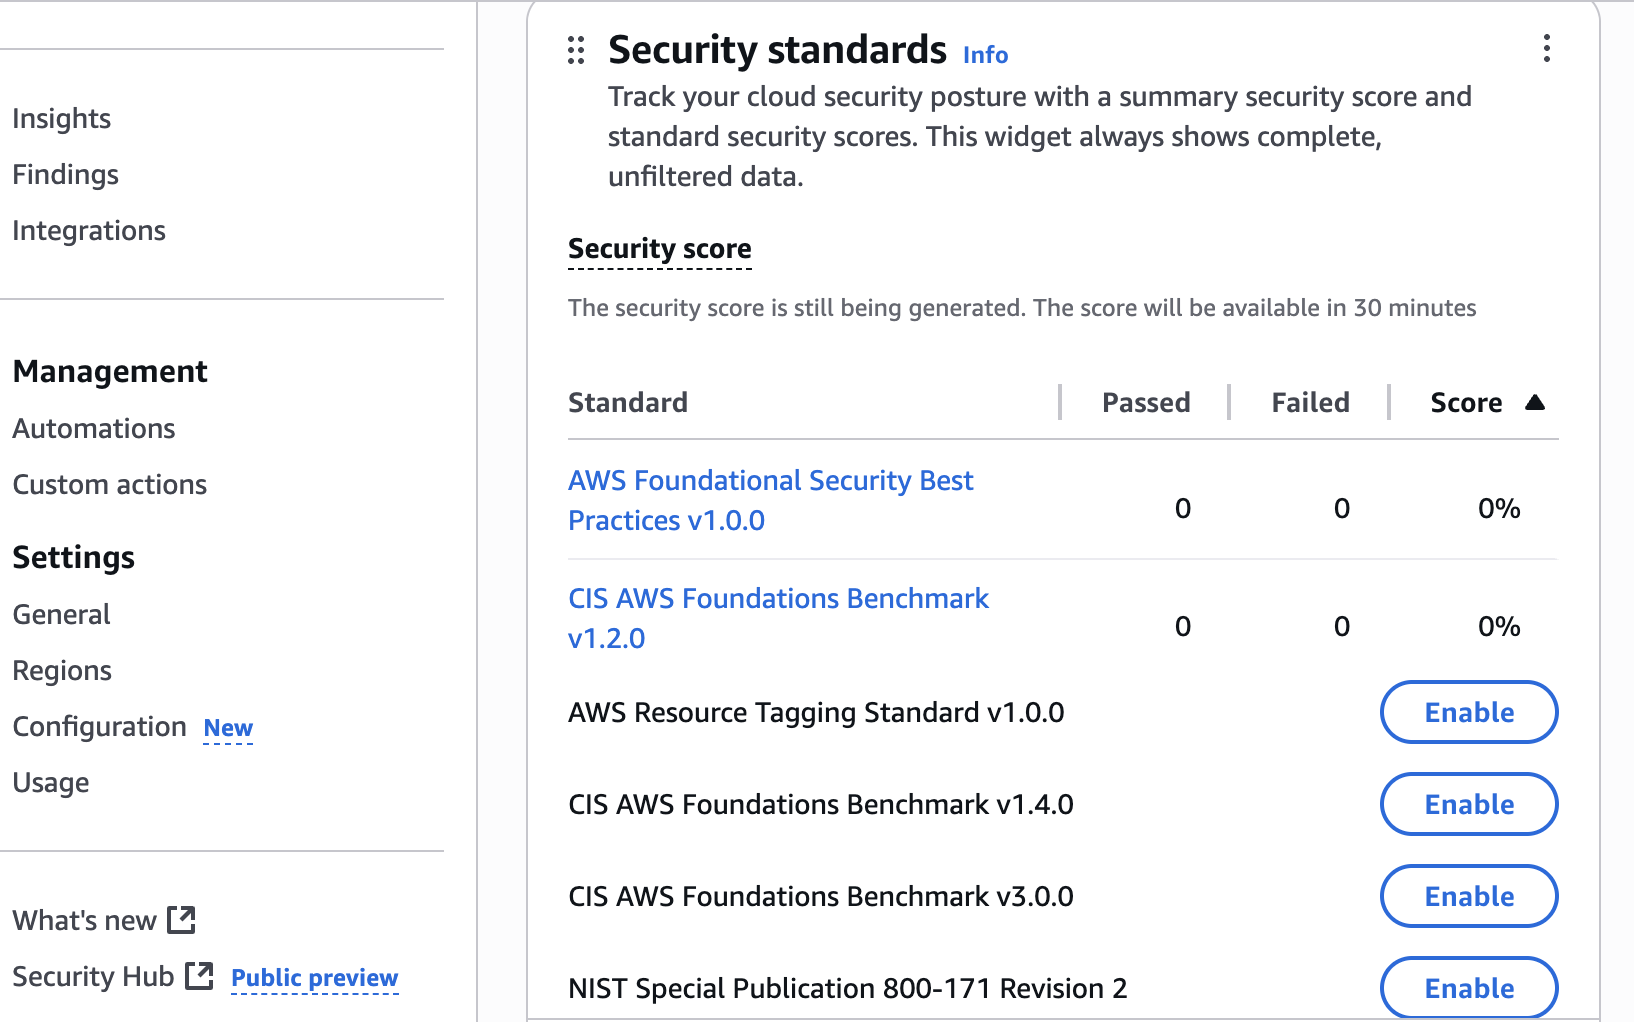 Insights
Findings
Integrations
Management
Automations
Custom actions
Settings
General
Regions
Configuration New
Usage
What's new
Security Hub Public preview
Security standards Info
Track your cloud security posture with a summary security score and
standard security scores. This widget always shows complete,
unfiltered data.
Security score
The security score is still being generated. The score will be available in 30 minutes
Standard Passed Failed Score
AWS Foundational Security Best
Practices v1.0.0
0 0 0%
CIS AWS Foundations Benchmark
v1.2.0
0 0 0%
AWS Resource Tagging Standard v1.0.0 Enable
CIS AWS Foundations Benchmark v1.4.0 Enable
CIS AWS Foundations Benchmark v3.0.0 Enable
NIST Special Publication 800-171 Revision 2 Enable